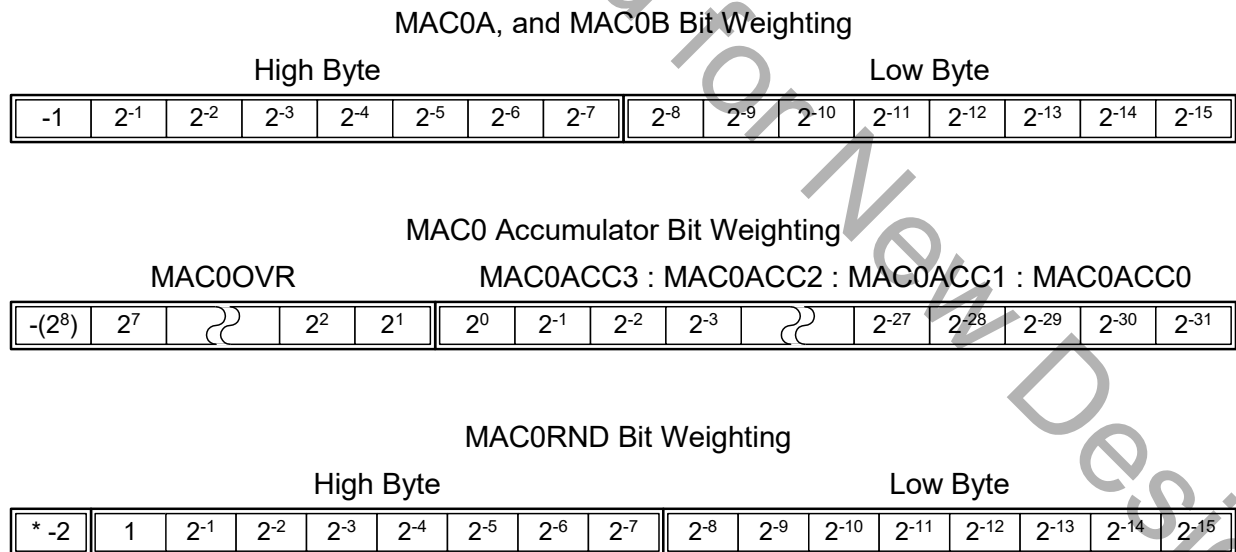 MAC0A, and MAC0B Bit Weighting
High Byte Low Byte
-1 2⁻¹ 2⁻² 2⁻³ 2⁻⁴ 2⁻⁵ 2⁻⁶ 2⁻⁷ 2⁻⁸ 2⁻⁹ 2⁻¹⁰ 2⁻¹¹ 2⁻¹² 2⁻¹³ 2⁻¹⁴ 2⁻¹⁵
MAC0 Accumulator Bit Weighting
MAC0OVR MAC0ACC3 : MAC0ACC2 : MAC0ACC1 : MAC0ACC0
-(2⁸) 2⁷ 2² 2¹ 2⁰ 2⁻¹ 2⁻² 2⁻³ 2⁻²⁷ 2⁻²⁸ 2⁻²⁹ 2⁻³⁰ 2⁻³¹
MAC0RND Bit Weighting
High Byte Low Byte
* -2 1 2⁻¹ 2⁻² 2⁻³ 2⁻⁴ 2⁻⁵ 2⁻⁶ 2⁻⁷ 2⁻⁸ 2⁻⁹ 2⁻¹⁰ 2⁻¹¹ 2⁻¹² 2⁻¹³ 2⁻¹⁴ 2⁻¹⁵
for New Desi